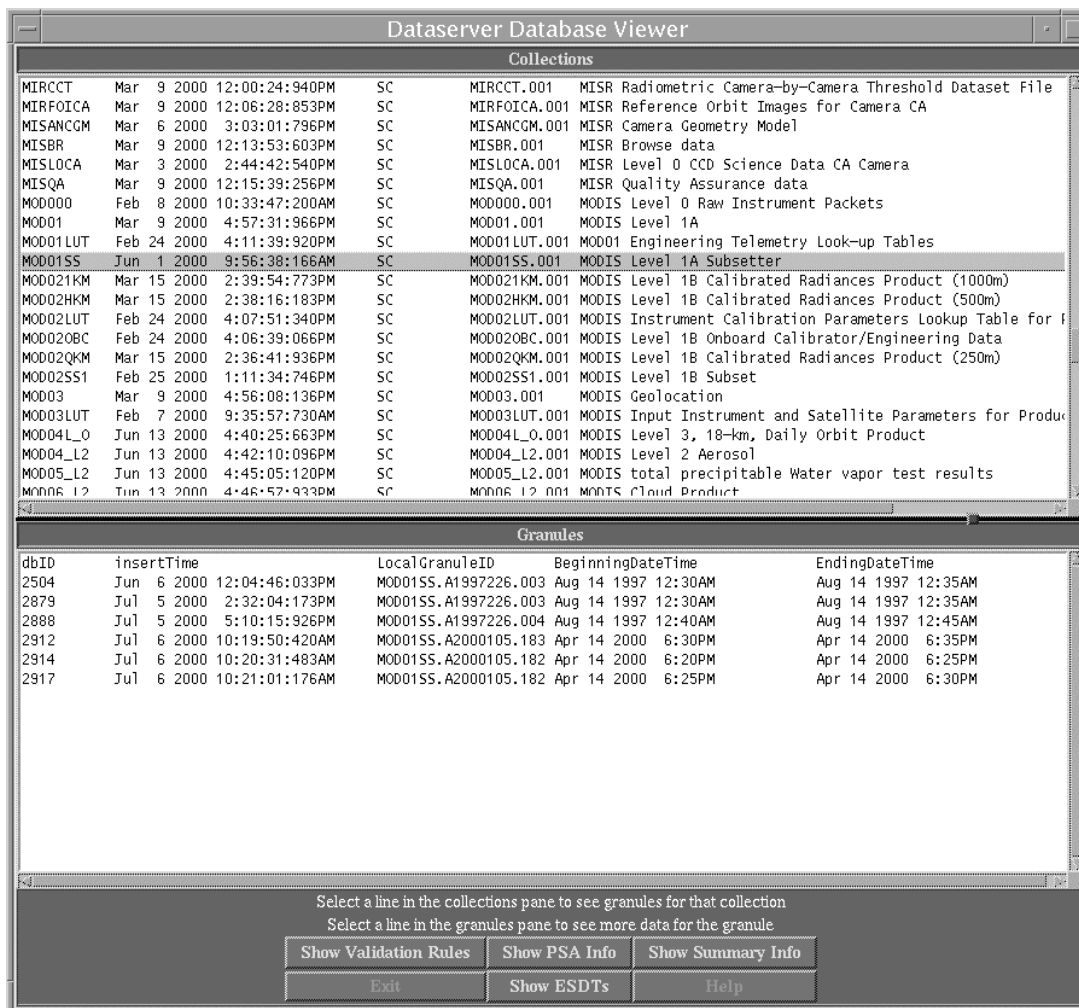 Dataserver Database Viewer
Collections
MIRCCT Mar 9 2000 12:00:24:940PM SC MIRCCT.001 MISR Radiometric Camera-by-Camera Threshold Dataset File
MIRFOICA Mar 9 2000 12:06:28:853PM SC MIRFOICA.001 MISR Reference Orbit Images for Camera CA
MISANCGM Mar 6 2000 3:03:01:796PM SC MISANCGM.001 MISR Camera Geometry Model
MISBR Mar 9 2000 12:13:53:603PM SC MISBR.001 MISR Browse data
MISL0CA Mar 3 2000 2:44:42:540PM SC MISL0CA.001 MISR Level 0 CCD Science Data CA Camera
MISQA Mar 9 2000 12:15:39:256PM SC MISQA.001 MISR Quality Assurance data
MOD000 Feb 8 2000 10:33:47:200AM SC MOD000.001 MODIS Level 0 Raw Instrument Packets
MOD01 Mar 9 2000 4:57:31:966PM SC MOD01.001 MODIS Level 1A
MOD01LUT Feb 24 2000 4:11:39:920PM SC MOD01LUT.001 MOD01 Engineering Telemetry Look-up Tables
MOD01SS Jun 1 2000 9:56:38:166AM SC MOD01SS.001 MODIS Level 1A Subsetter
MOD021KM Mar 15 2000 2:39:54:773PM SC MOD021KM.001 MODIS Level 1B Calibrated Radiances Product (1000m)
MOD02HKM Mar 15 2000 2:38:16:183PM SC MOD02HKM.001 MODIS Level 1B Calibrated Radiances Product (500m)
MOD02LUT Feb 24 2000 4:07:51:340PM SC MOD02LUT.001 MODIS Instrument Calibration Parameters Lookup Table for
MOD02OBC Feb 24 2000 4:06:39:066PM SC MOD02OBC.001 MODIS Level 1B Onboard Calibrator/Engineering Data
MOD02QKM Mar 15 2000 2:36:41:936PM SC MOD02QKM.001 MODIS Level 1B Calibrated Radiances Product (250m)
MOD02SS1 Feb 25 2000 1:11:34:746PM SC MOD02SS1.001 MODIS Level 1B Subset
MOD03 Mar 9 2000 4:56:08:136PM SC MOD03.001 MODIS Geolocation
MOD03LUT Feb 7 2000 9:35:57:730AM SC MOD03LUT.001 MODIS Input Instrument and Satellite Parameters for Produc
MOD04L_O Jun 13 2000 4:40:25:663PM SC MOD04L_O.001 MODIS Level 3, 18-km, Daily Orbit Product
MOD04_L2 Jun 13 2000 4:42:10:096PM SC MOD04_L2.001 MODIS Level 2 Aerosol
MOD05_L2 Jun 13 2000 4:45:05:120PM SC MOD05_L2.001 MODIS total precipitable Water vapor test results
MOD06_L2 Jun 13 2000 4:46:57:933PM SC MOD06_L2.001 MODIS Cloud Product
Granules
dbID insertTime LocalGranuleID BeginningDateTime EndingDateTime
2504 Jun 6 2000 12:04:46:033PM MOD01SS.A1997226.003 Aug 14 1997 12:30AM Aug 14 1997 12:35AM
2879 Jul 5 2000 2:32:04:173PM MOD01SS.A1997226.003 Aug 14 1997 12:30AM Aug 14 1997 12:35AM
2888 Jul 5 2000 5:10:15:926PM MOD01SS.A1997226.004 Aug 14 1997 12:40AM Aug 14 1997 12:45AM
2912 Jul 6 2000 10:19:50:420AM MOD01SS.A2000105.183 Apr 14 2000 6:30PM Apr 14 2000 6:35PM
2914 Jul 6 2000 10:20:31:483AM MOD01SS.A2000105.182 Apr 14 2000 6:20PM Apr 14 2000 6:25PM
2917 Jul 6 2000 10:21:01:176AM MOD01SS.A2000105.182 Apr 14 2000 6:25PM Apr 14 2000 6:30PM
Select a line in the collections pane to see granules for that collection
Select a line in the granules pane to see more data for the granule
Show Validation Rules Show PSA Info Show Summary Info
Exit Show ESDTs Help